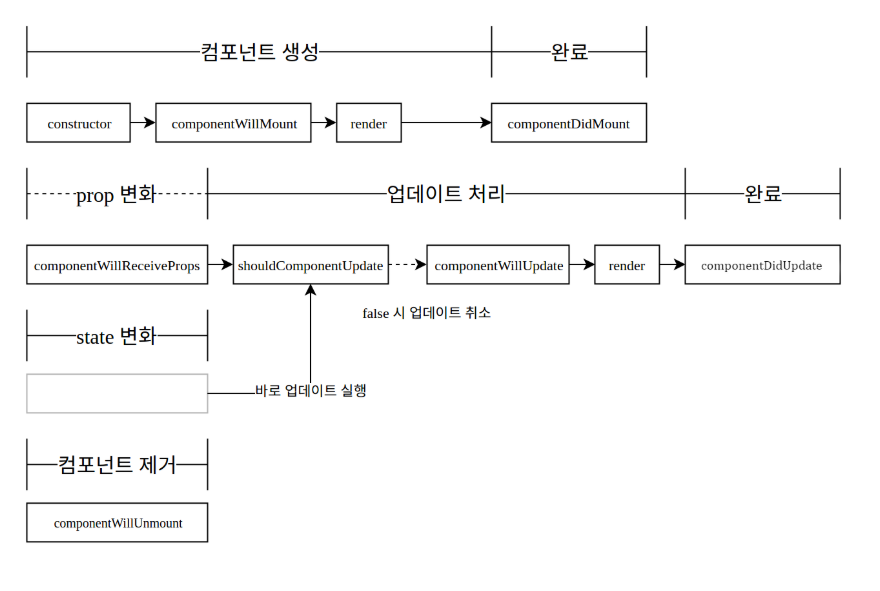 컴포넌트 생성
완료
constructor
componentWillMount
render
componentDidMount
prop 변화
업데이트 처리
완료
componentWillReceiveProps
shouldComponentUpdate
componentWillUpdate
render
componentDidUpdate
false 시 업데이트 취소
state 변화
바로 업데이트 실행
컴포넌트 제거
componentWillUnmount